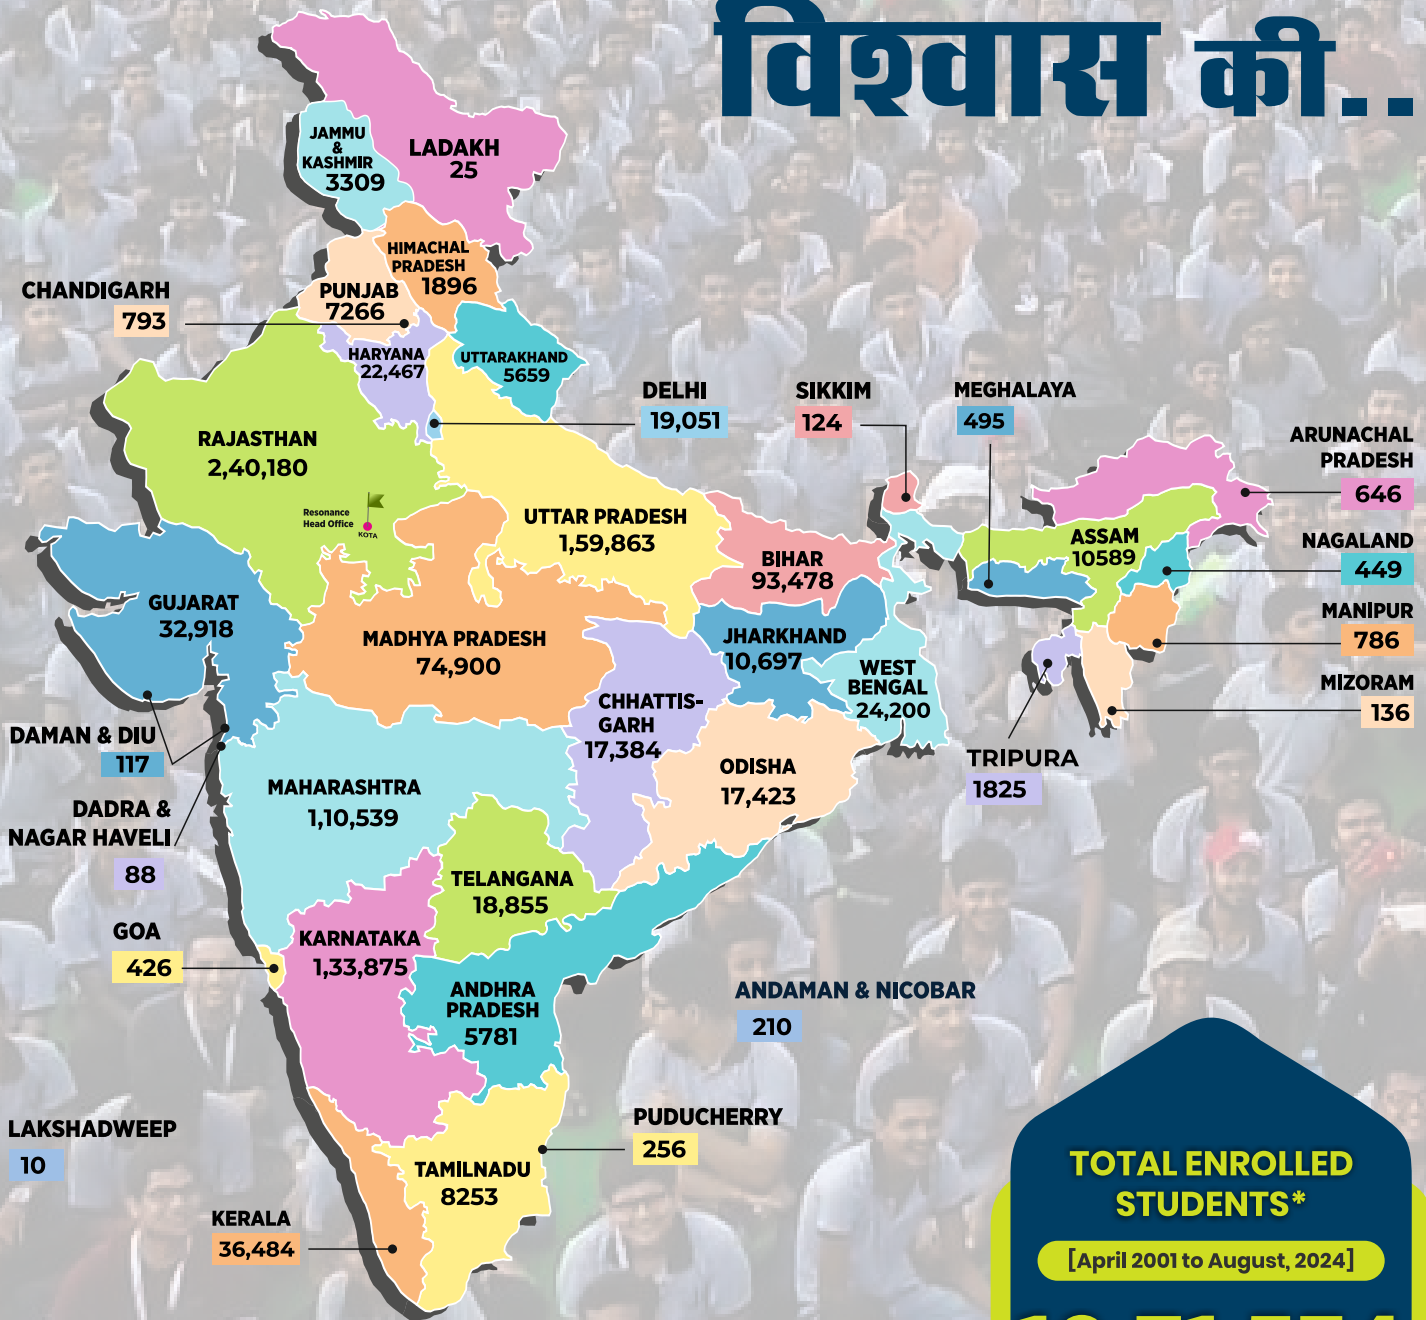 विश्वास की..
JAMMU
&
KASHMIR
3309
LADAKH
25
HIMACHAL
PRADESH
1896
CHANDIGARH
793
PUNJAB
7266
HARYANA
22,467
UTTARAKHAND
5659
DELHI
19,051
SIKKIM
124
MEGHALAYA
495
ARUNACHAL
PRADESH
646
RAJASTHAN
2,40,180
Resonance
Head Office
KOTA
UTTAR PRADESH
1,59,863
BIHAR
93,478
ASSAM
10589
NAGALAND
449
MANIPUR
786
MIZORAM
136
TRIPURA
1825
GUJARAT
32,918
MADHYA PRADESH
74,900
JHARKHAND
10,697
WEST
BENGAL
24,200
CHHATTIS-
GARH
17,384
ODISHA
17,423
DAMAN & DIU
117
DADRA &
NAGAR HAVELI
88
MAHARASHTRA
1,10,539
TELANGANA
18,855
GOA
426
KARNATAKA
1,33,875
ANDHRA
PRADESH
5781
ANDAMAN & NICOBAR
210
LAKSHADWEEP
10
PUDUCHERRY
256
TAMILNADU
8253
KERALA
36,484
TOTAL ENROLLED
STUDENTS*
[April 2001 to August, 2024]